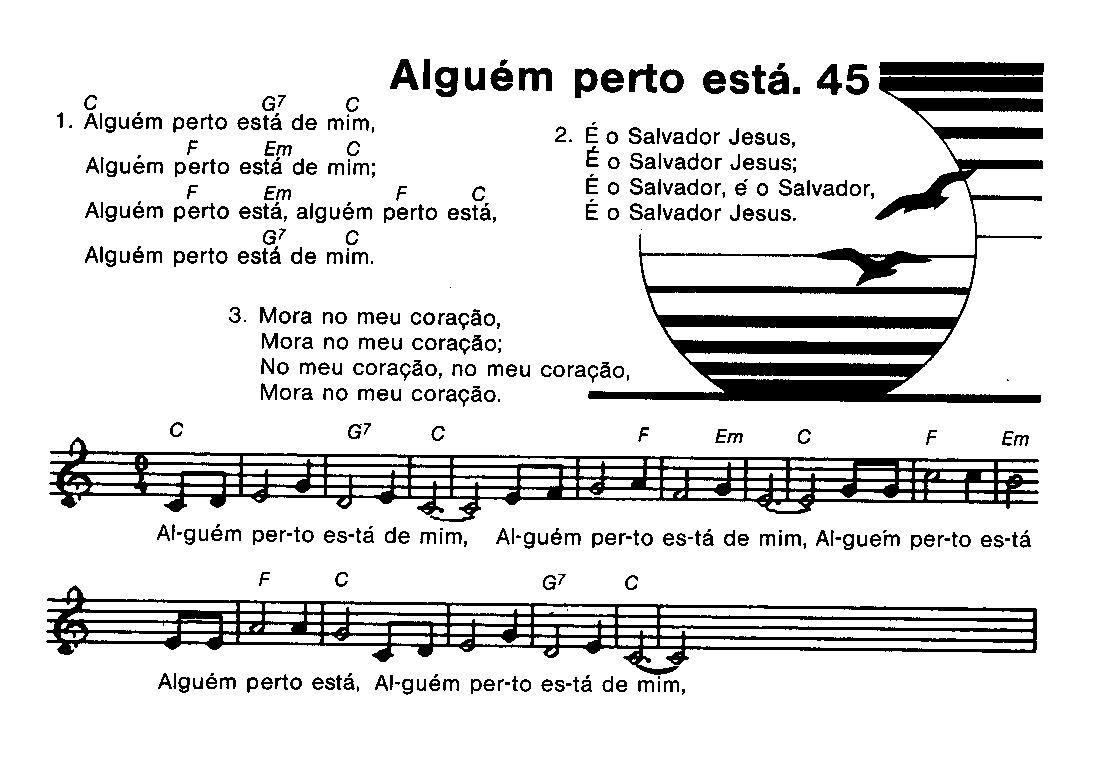 Alguém perto está. 45
C G7 C
1. Alguém perto está de mim,
F Em C
Alguém perto está de mim;
F Em F C
Alguém perto está, alguém perto está,
G7 C
Alguém perto está de mim.
2. É o Salvador Jesus,
É o Salvador Jesus;
É o Salvador, é o Salvador,
É o Salvador Jesus.
3. Mora no meu coração,
Mora no meu coração;
No meu coração, no meu coração,
Mora no meu coração.
C G7 C F Em C F Em
Al-guém per-to es-tá de mim, Al-guém per-to es-tá de mim, Al-guém per-to es-tá
F C G7 C
Alguém perto está, Al-guém per-to es-tá de mim,